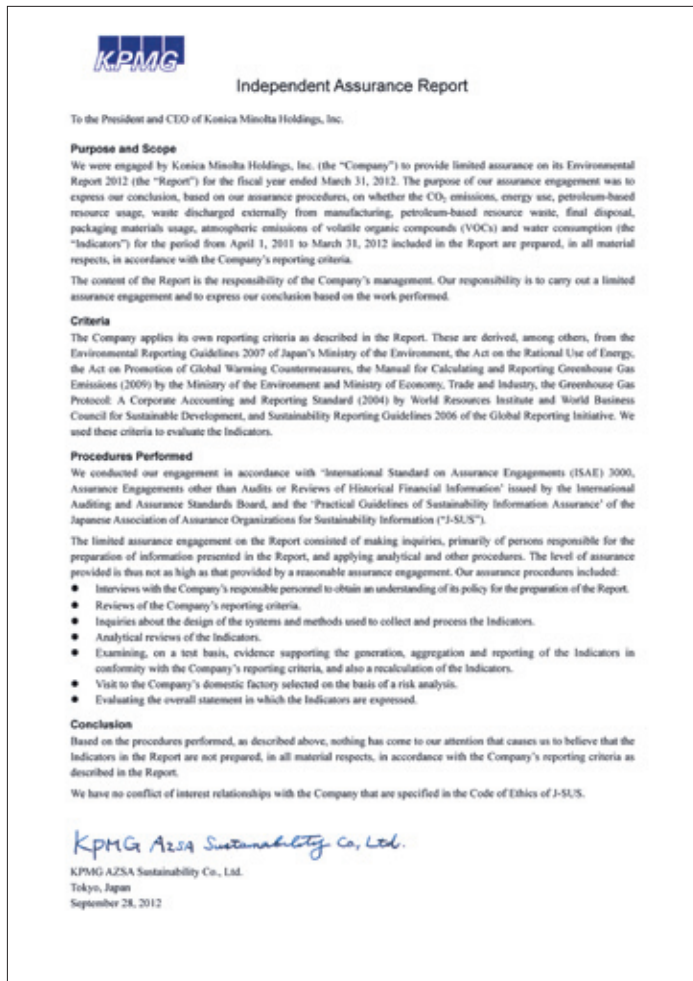 KPMG
Independent Assurance Report
To the President and CEO of Konica Minolta Holdings, Inc.
Purpose and Scope
We were engaged by Konica Minolta Holdings, Inc. (the “Company”) to provide limited assurance on its Environmental
Report 2012 (the “Report”) for the fiscal year ended March 31, 2012. The purpose of our assurance engagement was to
express our conclusion, based on our assurance procedures, on whether the CO₂ emissions, energy use, petroleum-based
resource usage, waste discharged externally from manufacturing, petroleum-based resource waste, final disposal,
packaging materials usage, atmospheric emissions of volatile organic compounds (VOCs) and water consumption (the
“Indicators”) for the period from April 1, 2011 to March 31, 2012 included in the Report are prepared, in all material
respects, in accordance with the Company’s reporting criteria.
The content of the Report is the responsibility of the Company’s management. Our responsibility is to carry out a limited
assurance engagement and to express our conclusion based on the work performed.
Criteria
The Company applies its own reporting criteria as described in the Report. These are derived, among others, from the
Environmental Reporting Guidelines 2007 of Japan’s Ministry of the Environment, the Act on the Rational Use of Energy,
the Act on Promotion of Global Warming Countermeasures, the Manual for Calculating and Reporting Greenhouse Gas
Emissions (2009) by the Ministry of the Environment and Ministry of Economy, Trade and Industry, the Greenhouse Gas
Protocol: A Corporate Accounting and Reporting Standard (2004) by World Resources Institute and World Business
Council for Sustainable Development, and Sustainability Reporting Guidelines 2006 of the Global Reporting Initiative. We
used these criteria to evaluate the Indicators.
Procedures Performed
We conducted our engagement in accordance with ‘International Standard on Assurance Engagements (ISAE) 3000,
Assurance Engagements other than Audits or Reviews of Historical Financial Information’ issued by the International
Auditing and Assurance Standards Board, and the ‘Practical Guidelines of Sustainability Information Assurance’ of the
Japanese Association of Assurance Organizations for Sustainability Information (“J-SUS”).
The limited assurance engagement on the Report consisted of making inquiries, primarily of persons responsible for the
preparation of information presented in the Report, and applying analytical and other procedures. The level of assurance
provided is thus not as high as that provided by a reasonable assurance engagement. Our assurance procedures included:
● Interviews with the Company’s responsible personnel to obtain an understanding of its policy for the preparation of the Report.
● Reviews of the Company’s reporting criteria.
● Inquiries about the design of the systems and methods used to collect and process the Indicators.
● Analytical reviews of the Indicators.
● Examining, on a test basis, evidence supporting the generation, aggregation and reporting of the Indicators in
conformity with the Company’s reporting criteria, and also a recalculation of the Indicators.
● Visit to the Company’s domestic factory selected on the basis of a risk analysis.
● Evaluating the overall statement in which the Indicators are expressed.
Conclusion
Based on the procedures performed, as described above, nothing has come to our attention that causes us to believe that the
Indicators in the Report are not prepared, in all material respects, in accordance with the Company’s reporting criteria as
described in the Report.
We have no conflict of interest relationships with the Company that are specified in the Code of Ethics of J-SUS.
KPMG AZSA Sustainability Co, Ltd.
KPMG AZSA Sustainability Co., Ltd.
Tokyo, Japan
September 28, 2012